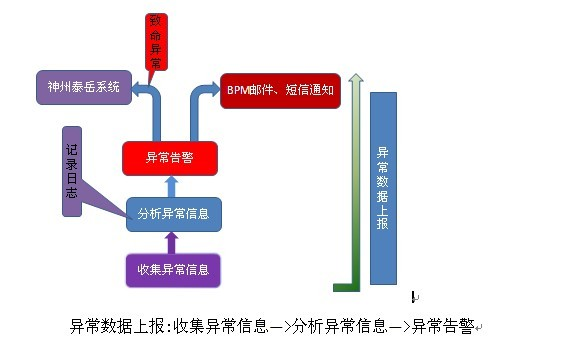 致命异常
神州泰岳系统
BPM邮件、短信通知
记录日志
异常告警
异常数据上报
分析异常信息
收集异常信息
异常数据上报:收集异常信息—>分析异常信息—>异常告警